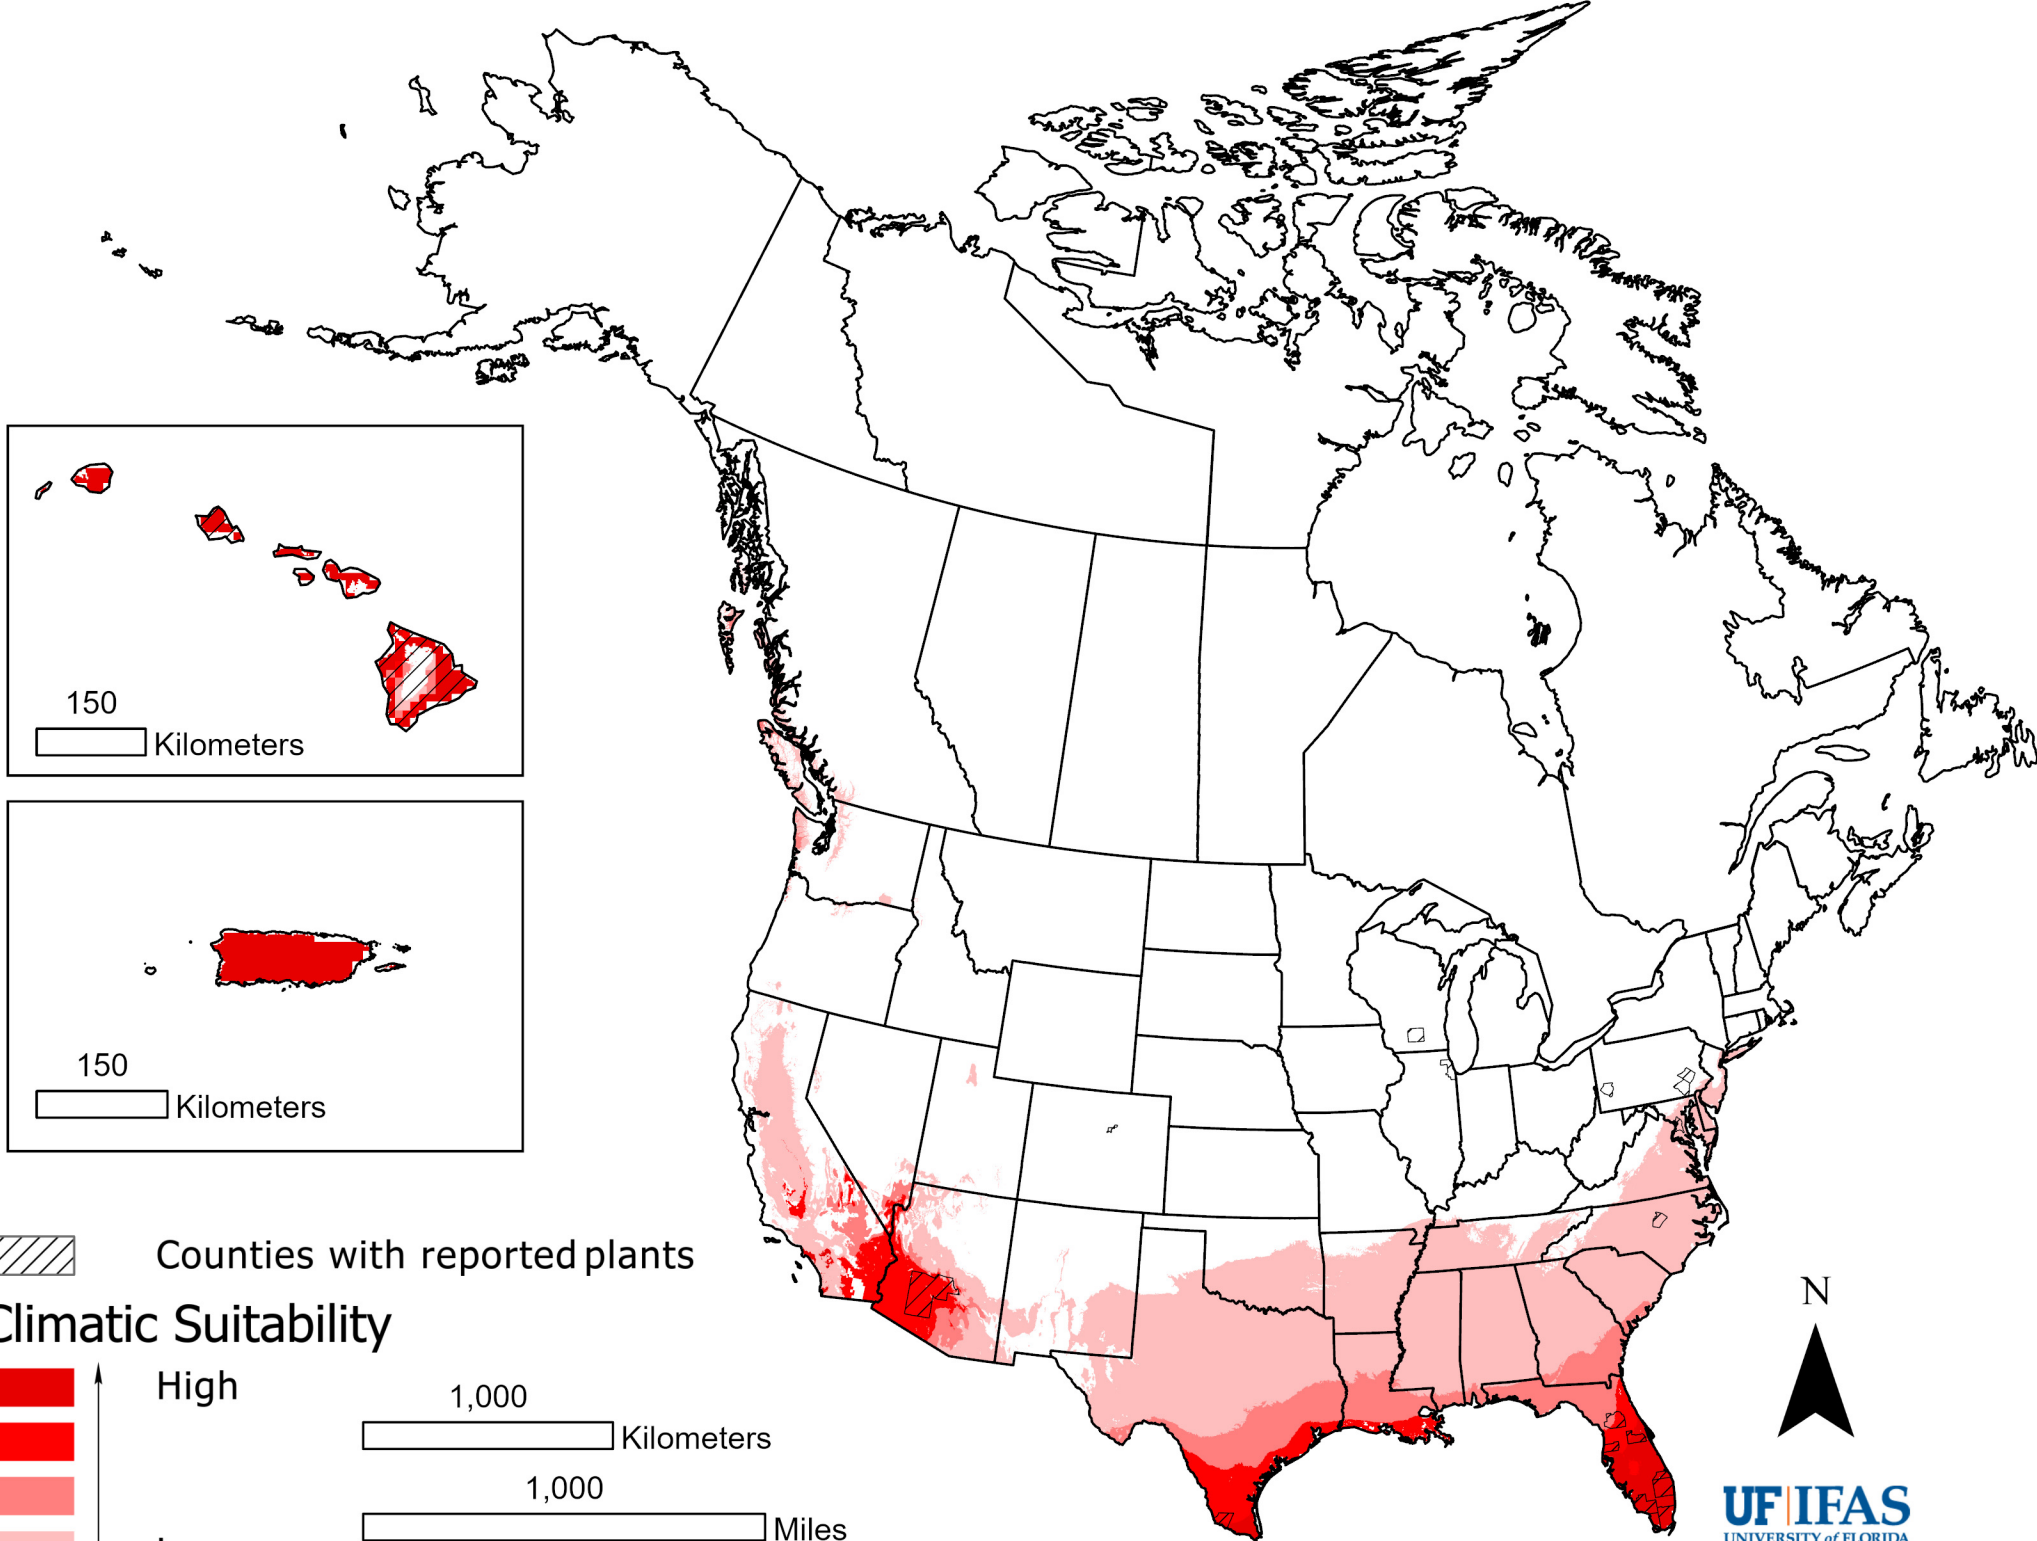 150
Kilometers
150
Kilometers
Counties with reported plants
Climatic Suitability
High
1,000
Kilometers
1,000
Miles
N
UF|IFAS
UNIVERSITY of FLORIDA